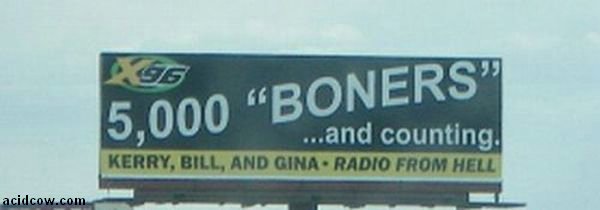 X96
5,000 “BONERS”
...and counting.
KERRY, BILL, AND GINA • RADIO FROM HELL
acidcow.com